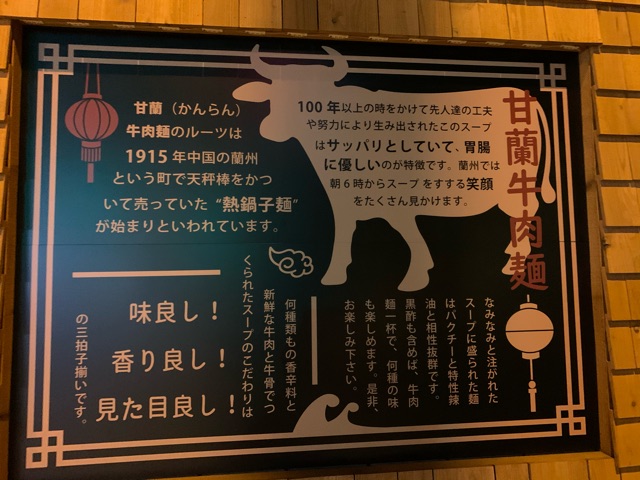 甘蘭牛肉麺
甘蘭（かんらん）
牛肉麺のルーツは
1915年中国の蘭州
という町で天秤棒をかつ
いて売っていた“熱鍋子麺”
が始まりといわれています。
100年以上の時をかけて先人達の工夫
や努力により生み出されたこのスープ
はサッパリとしていて、胃腸
に優しいのが特徴です。蘭州では
朝6時からスープをすする笑顔
をたくさん見かけます。
なみなみと注がれた
スープに盛られた麺
はパクチーと特性辣
油と相性抜群です。
黒酢も含めば、牛肉
麺一杯で、何種の味
も楽しめます。是非、
お楽しみ下さい。
何種類もの香辛料と
新鮮な牛肉と牛骨でつ
くられたスープのこだわりは
味良し！
香り良し！
見た目良し！
の三拍子揃いです。